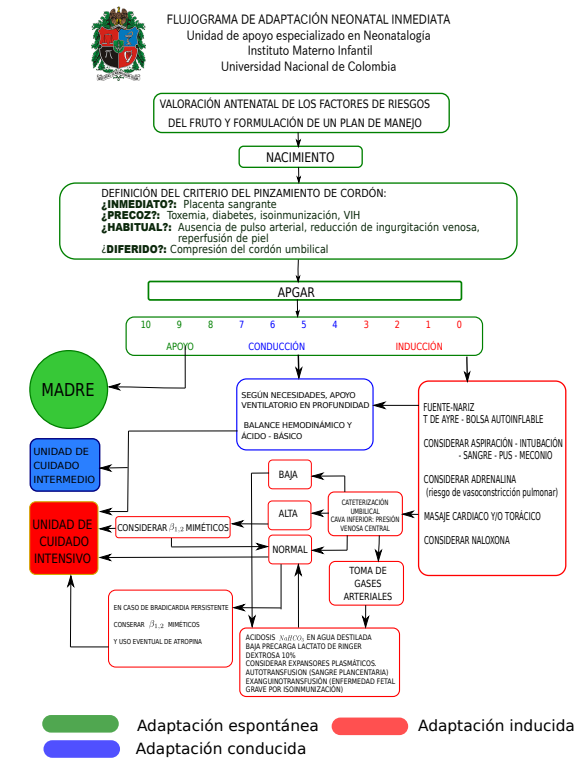 FLUJOGRAMA DE ADAPTACIÓN NEONATAL INMEDIATA
Unidad de apoyo especializado en Neonatalogía
Instituto Materno Infantil
Universidad Nacional de Colombia
VALORACIÓN ANTENATAL DE LOS FACTORES DE RIESGOS
DEL FRUTO Y FORMULACIÓN DE UN PLAN DE MANEJO
NACIMIENTO
DEFINICIÓN DEL CRITERIO DEL PINZAMIENTO DE CORDÓN:
¿INMEDIATO?: Placenta sangrante
¿PRECOZ?: Toxemia, diabetes, isoinmunización, VIH
¿HABITUAL?: Ausencia de pulso arterial, reducción de ingurgitación venosa,
reperfusión de piel
¿DIFERIDO?: Compresión del cordón umbilical
APGAR
10 9 8 7 6 5 4 3 2 1 0
APOYO CONDUCCIÓN INDUCCIÓN
MADRE
SEGÚN NECESIDADES, APOYO
VENTILATORIO EN PROFUNDIDAD
BALANCE HEMODINÁMICO Y
ÁCIDO - BÁSICO
FUENTE-NARIZ
T DE AYRE - BOLSA AUTOINFLABLE
CONSIDERAR ASPIRACIÓN - INTUBACIÓN
- SANGRE - PUS - MECONIO
CONSIDERAR ADRENALINA
(riesgo de vasoconstricción pulmonar)
MASAJE CARDIACO Y/O TORÁCICO
CONSIDERAR NALOXONA
UNIDAD DE
CUIDADO
INTERMEDIO
UNIDAD DE
CUIDADO
INTENSIVO
CONSIDERAR β1,2 MIMÉTICOS
BAJA
ALTA
NORMAL
CATETERIZACIÓN
UMBILICAL
CAVA INFERIOR: PRESIÓN
VENOSA CENTRAL
TOMA DE
GASES
ARTERIALES
EN CASO DE BRADICARDIA PERSISTENTE
CONSERAR β1,2 MIMÉTICOS
Y USO EVENTUAL DE ATROPINA
ACIDOSIS NaHCO3 EN AGUA DESTILADA
BAJA PRECARGA LACTATO DE RINGER
DEXTROSA 10%
CONSIDERAR EXPANSORES PLASMÁTICOS.
AUTOTRANSFUSIÓN (SANGRE PLANCENTARIA)
EXANGUINOTRANSFUSIÓN (ENFERMEDAD FETAL
GRAVE POR ISOINMUNIZACIÓN)
Adaptación espontánea
Adaptación inducida
Adaptación conducida